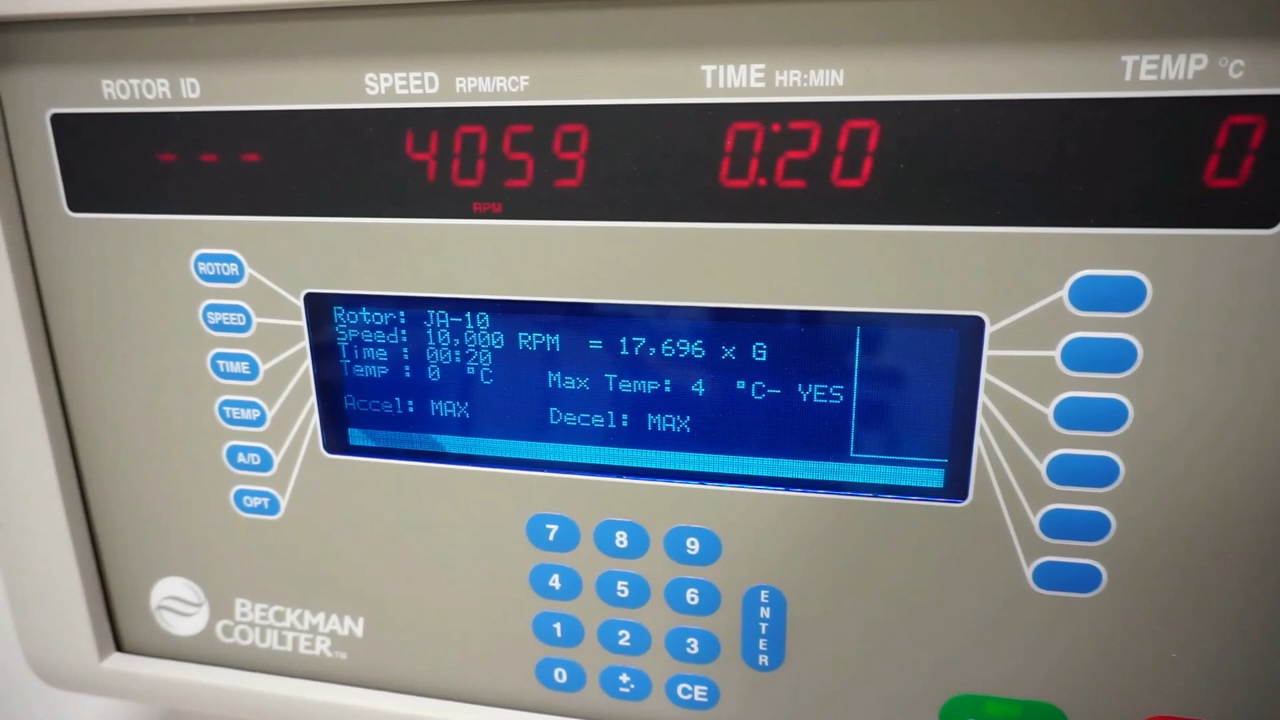 ROTOR ID SPEED RPM/RCF TIME HR:MIN TEMP °C
--- 4059 0:20 0
RPM
ROTOR
SPEED
TIME
TEMP
A/D
OPT
Rotor: JA-10
Speed: 10,000 RPM = 17,696 x G
Time : 00:20
Temp : 0 °C Max Temp: 4 °C- YES
Accel: MAX Decel: MAX
7 8 9
4 5 6
1 2 3
0 +- CE
ENTER
BECKMAN
COULTER™